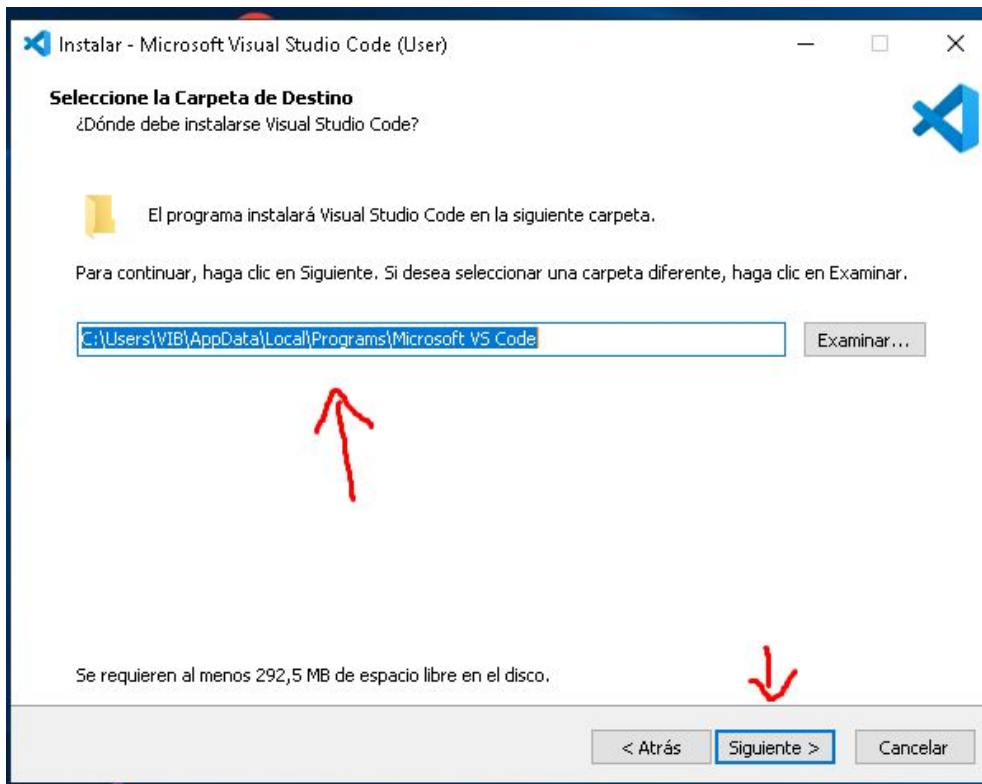 Instalar - Microsoft Visual Studio Code (User)
Seleccione la Carpeta de Destino
¿Dónde debe instalarse Visual Studio Code?
El programa instalará Visual Studio Code en la siguiente carpeta.
Para continuar, haga clic en Siguiente. Si desea seleccionar una carpeta diferente, haga clic en Examinar.
C:\Users\VIB\AppData\Local\Programs\Microsoft VS Code
Examinar...
Se requieren al menos 292,5 MB de espacio libre en el disco.
< Atrás
Siguiente >
Cancelar